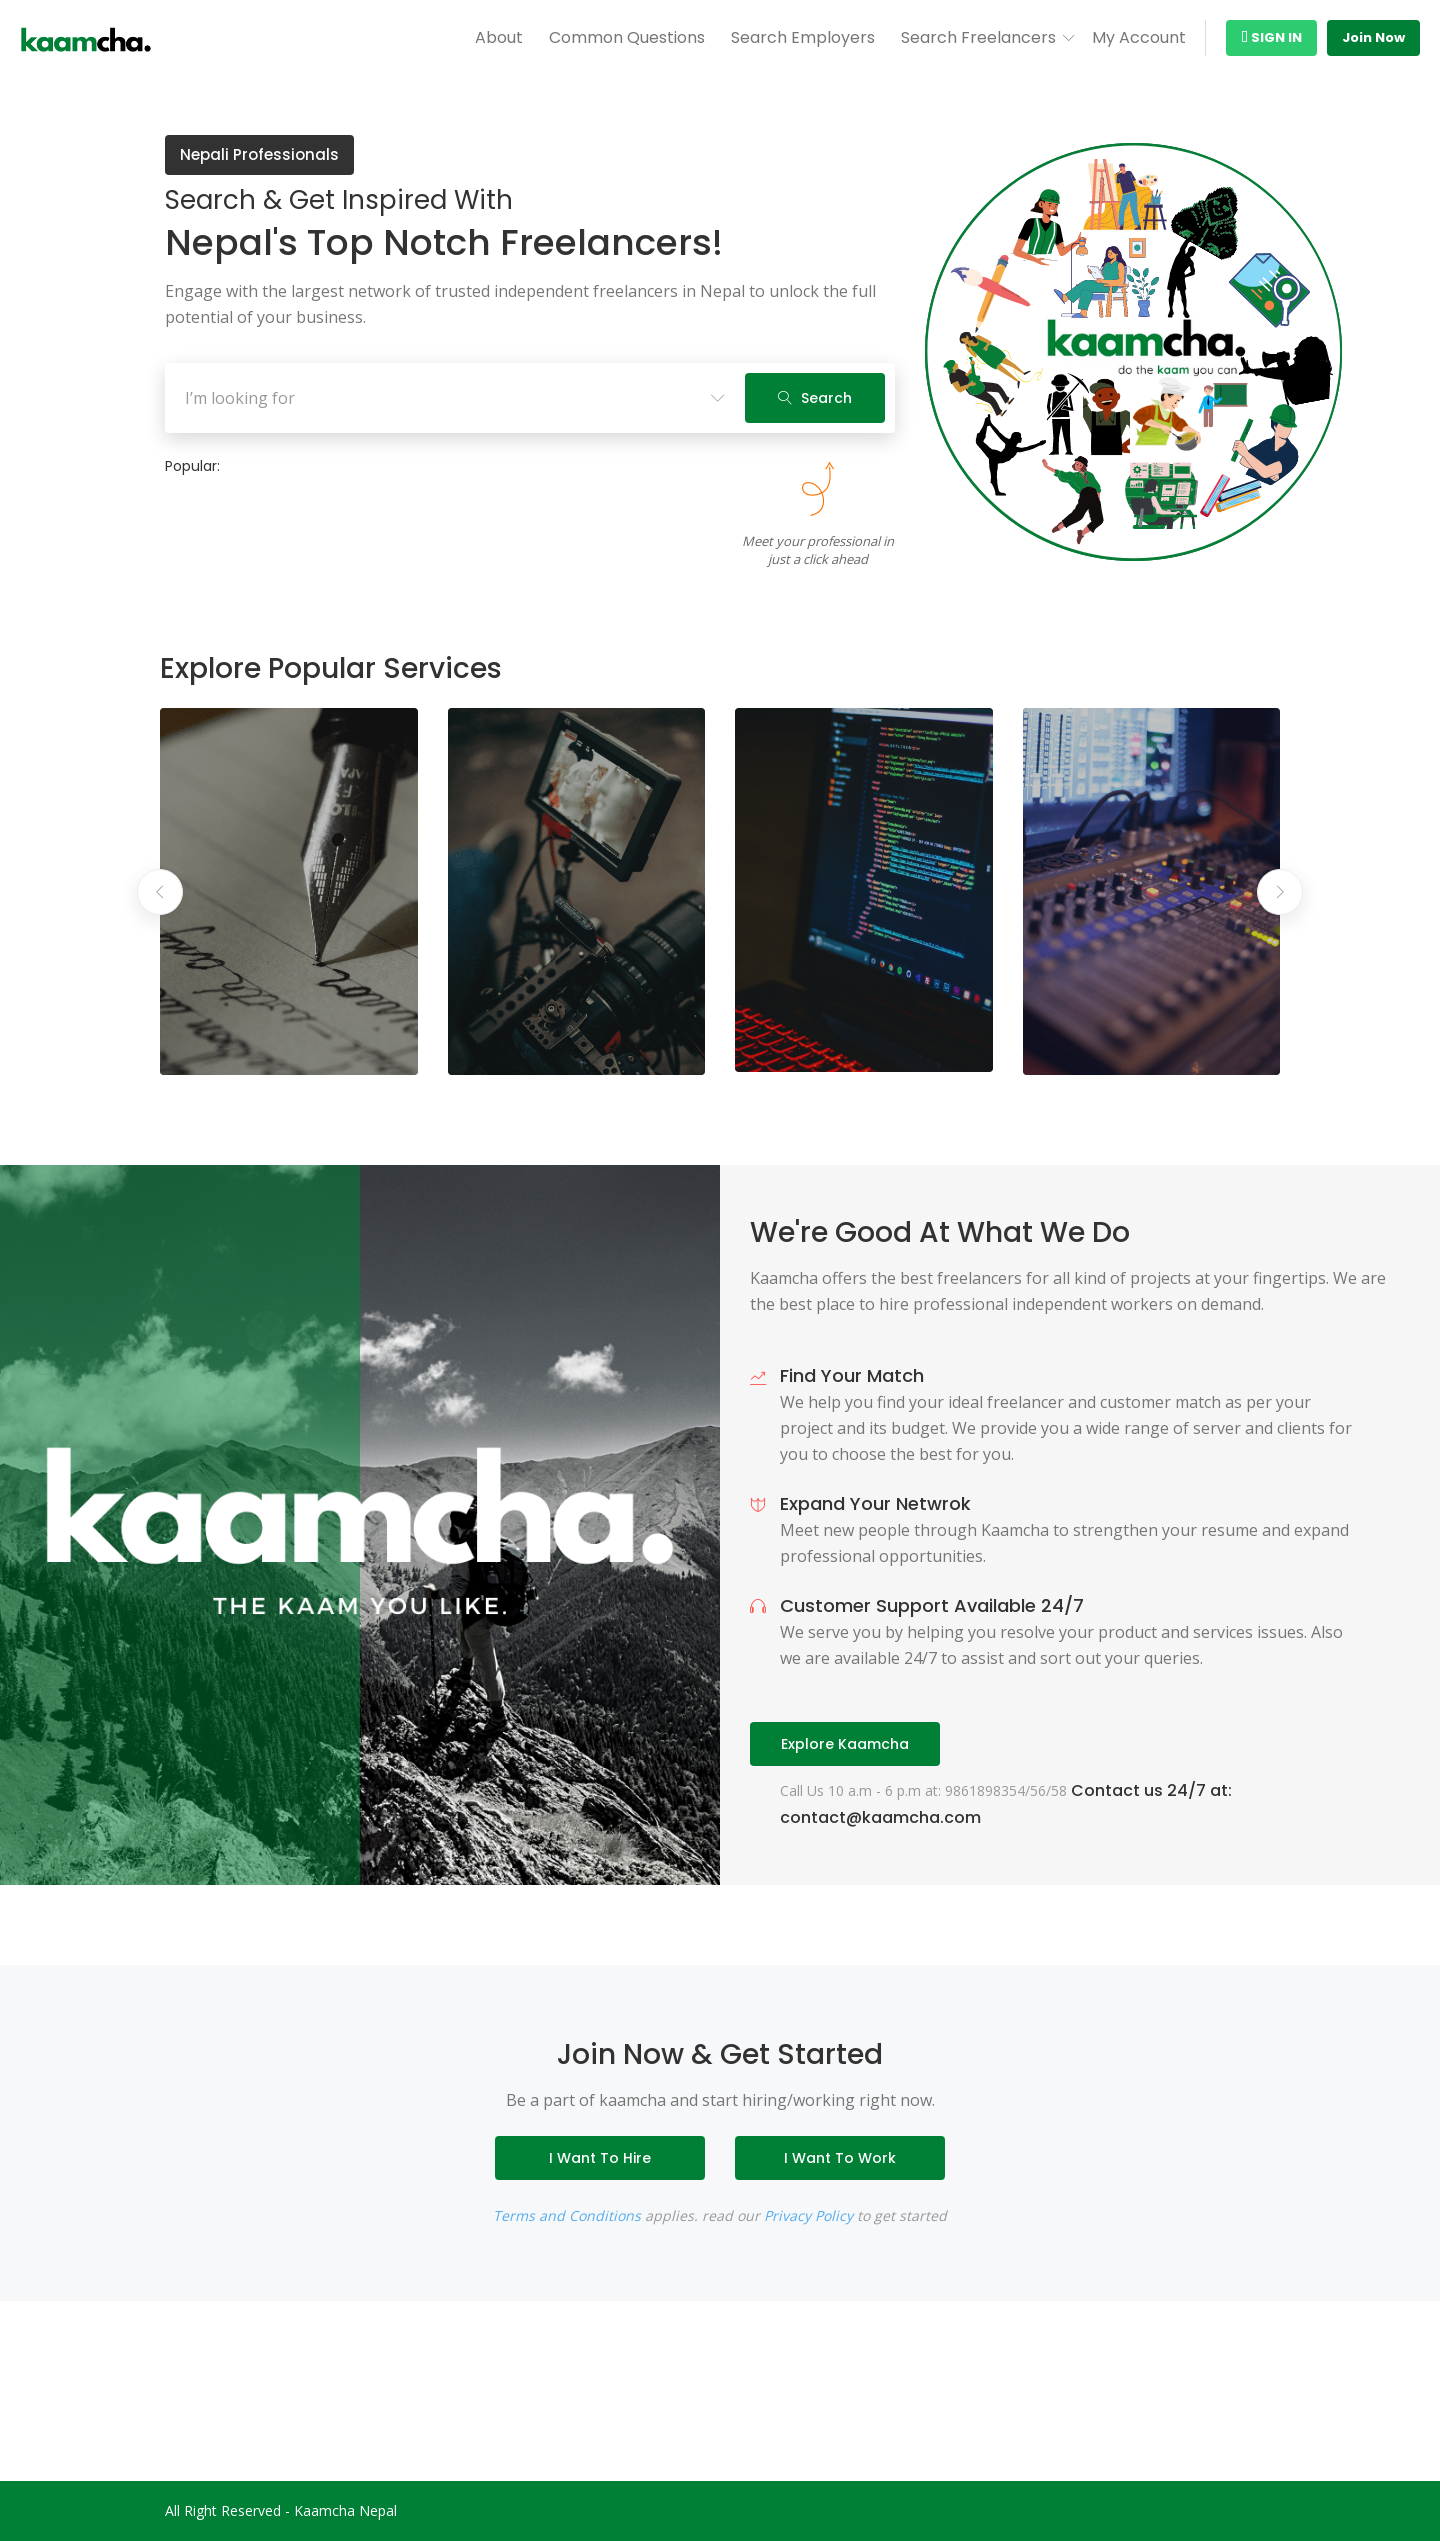 kaamcha.
About Common Questions Search Employers Search Freelancers My Account SIGN IN Join Now
Nepali Professionals
Search & Get Inspired With
Nepal's Top Notch Freelancers!
Engage with the largest network of trusted independent freelancers in Nepal to unlock the full
potential of your business.
I'm looking for
Search
Popular:
Meet your professional in
just a click ahead
kaamcha.
do the kaam you can
Explore Popular Services
kaamcha.
THE KAAM YOU LIKE.
We're Good At What We Do
Kaamcha offers the best freelancers for all kind of projects at your fingertips. We are
the best place to hire professional independent workers on demand.
Find Your Match
We help you find your ideal freelancer and customer match as per your
project and its budget. We provide you a wide range of server and clients for
you to choose the best for you.
Expand Your Netwrok
Meet new people through Kaamcha to strengthen your resume and expand
professional opportunities.
Customer Support Available 24/7
We serve you by helping you resolve your product and services issues. Also
we are available 24/7 to assist and sort out your queries.
Explore Kaamcha
Call Us 10 a.m - 6 p.m at: 9861898354/56/58 Contact us 24/7 at:
contact@kaamcha.com
Join Now & Get Started
Be a part of kaamcha and start hiring/working right now.
I Want To Hire
I Want To Work
Terms and Conditions applies. read our Privacy Policy to get started
All Right Reserved - Kaamcha Nepal